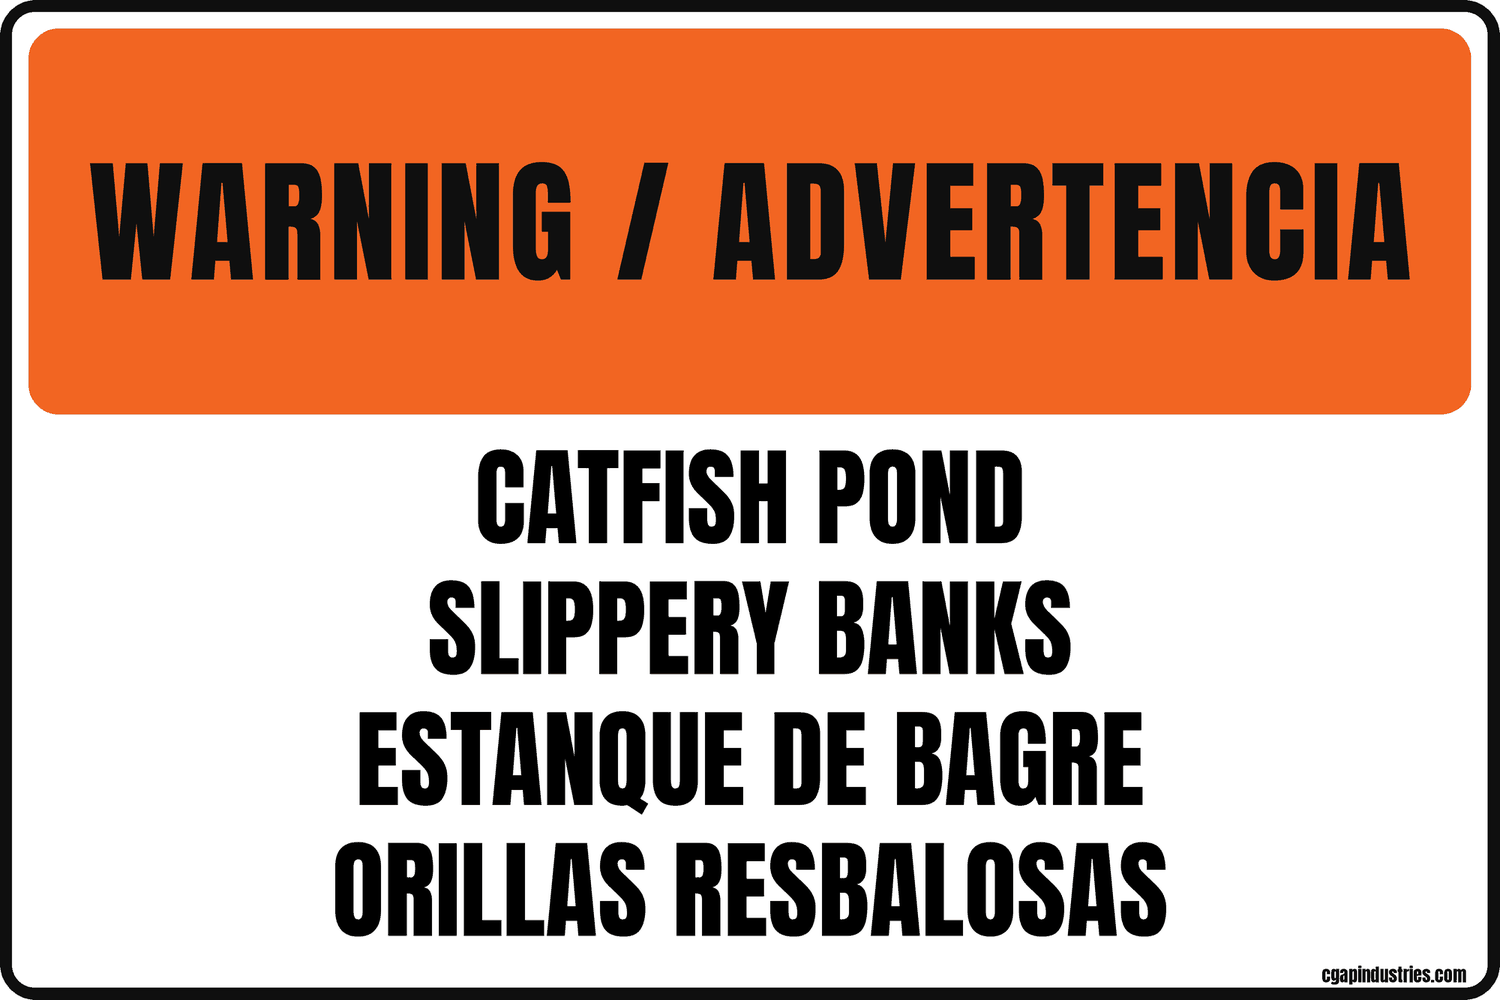 WARNING / ADVERTENCIA
CATFISH POND
SLIPPERY BANKS
ESTANQUE DE BAGRE
ORILLAS RESBALOSAS
cgapindustries.com